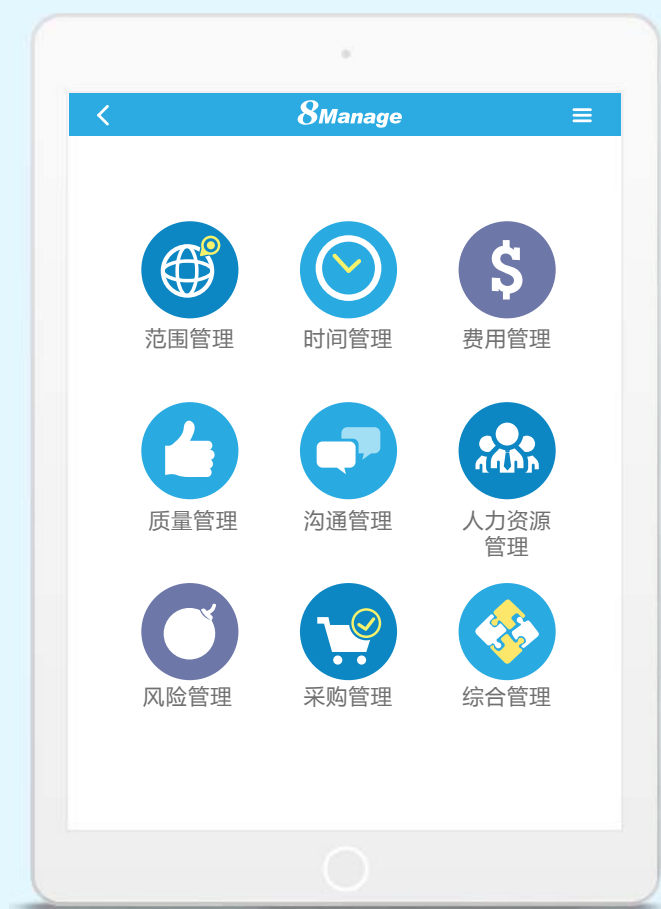 8Manage
范围管理
时间管理
费用管理
质量管理
沟通管理
人力资源
管理
风险管理
采购管理
综合管理